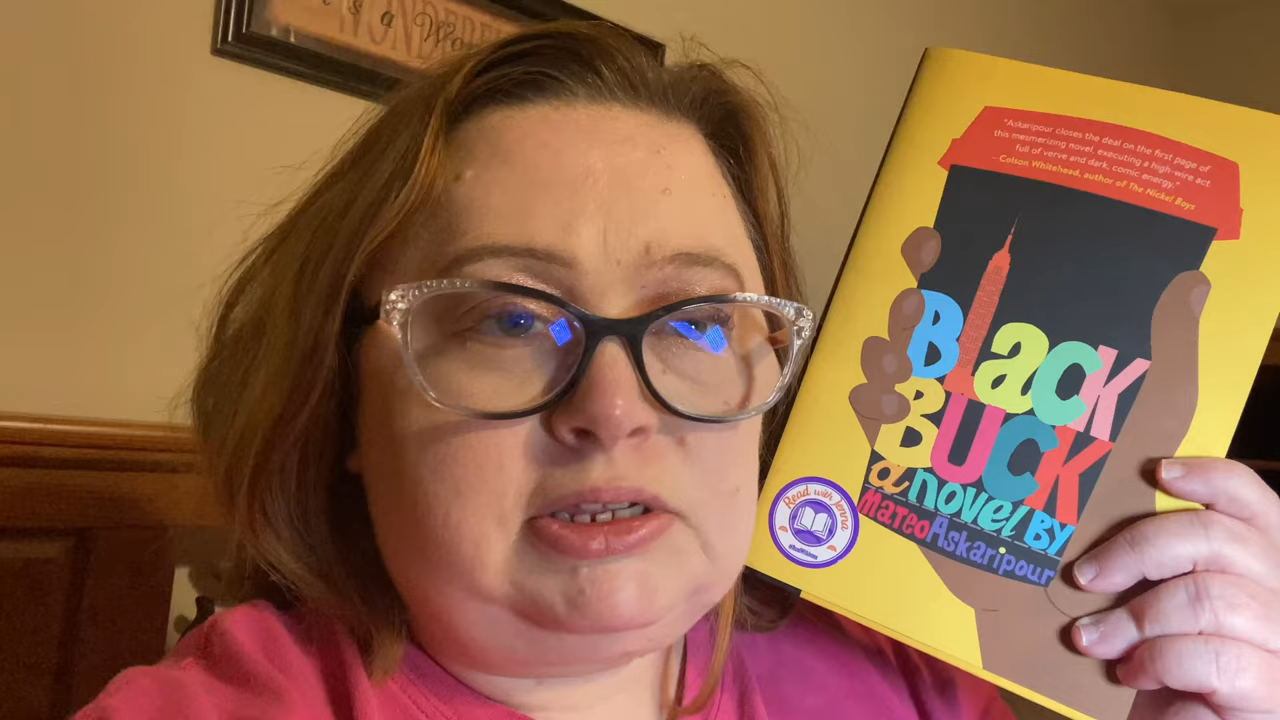 's a Wo
WONDERF
"Askaripour closes the deal on the first page of
this mesmerizing novel, executing a high-wire act
full of verve and dark, comic energy."
—Colson Whitehead, author of The Nickel Boys
BLACK
BUCK
a novel BY
MATEO ASKARIPOUR
Read with Jenna